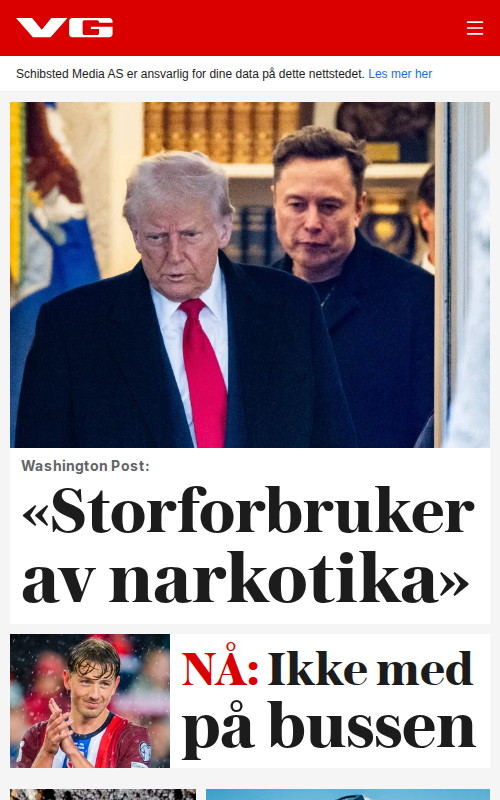 VG
Schibsted Media AS er ansvarlig for dine data på dette nettstedet. Les mer her
Washington Post:
«Storforbruker
av narkotika»
NÅ: Ikke med
på bussen